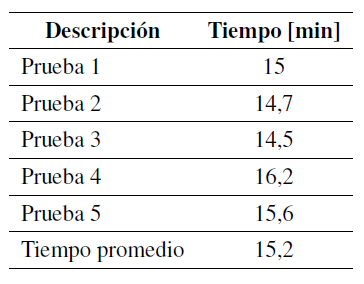 Descripción Tiempo [min]
Prueba 1 15
Prueba 2 14,7
Prueba 3 14,5
Prueba 4 16,2
Prueba 5 15,6
Tiempo promedio 15,2